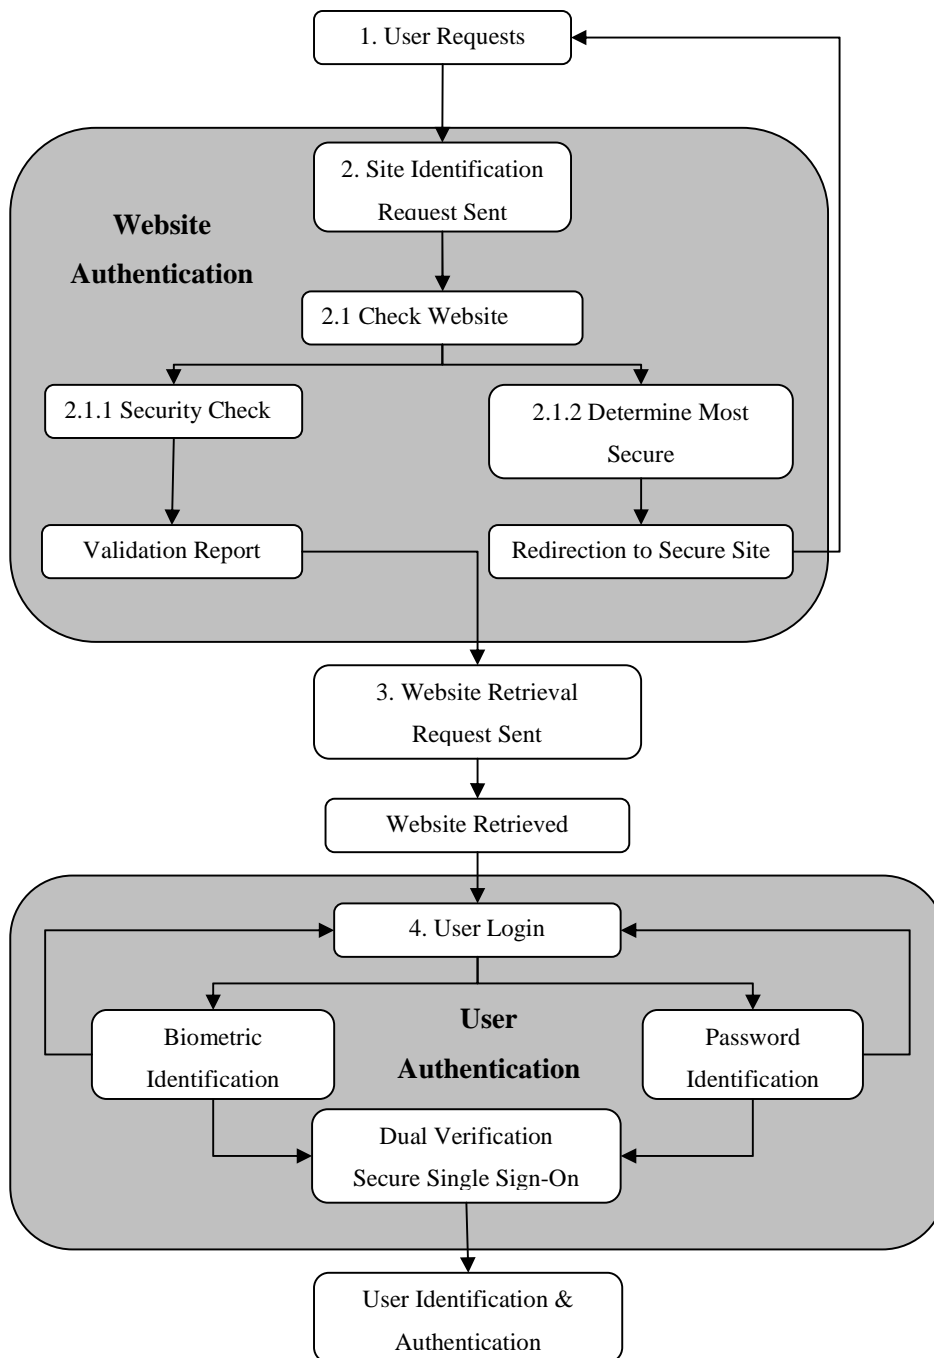 1. User Requests
2. Site Identification
Request Sent
Website
Authentication
2.1 Check Website
2.1.1 Security Check
2.1.2 Determine Most
Secure
Validation Report
Redirection to Secure Site
3. Website Retrieval
Request Sent
Website Retrieved
4. User Login
Biometric
Identification
User
Authentication
Password
Identification
Dual Verification
Secure Single Sign-On
User Identification &
Authentication